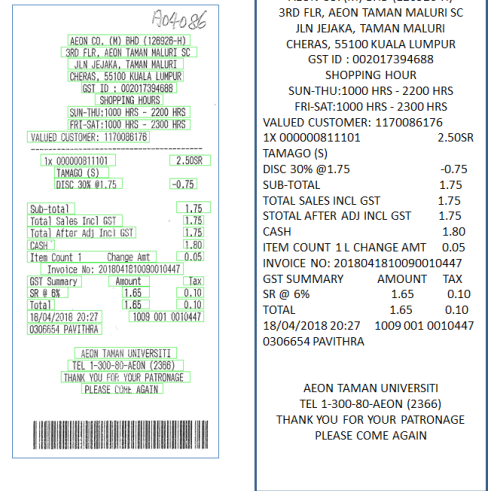 A04086
AEON CO. (M) BHD (126926-H)
3RD FLR, AEON TAMAN MALURI SC
JLN JEJAKA, TAMAN MALURI
CHERAS, 55100 KUALA LUMPUR
GST ID : 002017394688
SHOPPING HOURS
SUN-THU:1000 HRS - 2200 HRS
FRI-SAT:1000 HRS - 2300 HRS
VALUED CUSTOMER: 1170086176
1x 000000811101 2.50SR
TAMAGO (S)
DISC 30% @1.75 -0.75
Sub-total 1.75
Total Sales Incl GST 1.75
Total After Adj Incl GST 1.75
CASH 1.80
Item Count 1 Change Amt 0.05
Invoice No: 2018041810090010447
GST Summary Amount Tax
SR @ 6% 1.65 0.10
Total 1.65 0.10
18/04/2018 20:27 1009 001 0010447
0306654 PAVITHRA
AEON TAMAN UNIVERSITI
TEL 1-300-80-AEON (2366)
THANK YOU FOR YOUR PATRONAGE
PLEASE COME AGAIN
3RD FLR, AEON TAMAN MALURI SC
JLN JEJAKA, TAMAN MALURI
CHERAS, 55100 KUALA LUMPUR
GST ID : 002017394688
SHOPPING HOUR
SUN-THU:1000 HRS - 2200 HRS
FRI-SAT:1000 HRS - 2300 HRS
VALUED CUSTOMER: 1170086176
1X 000000811101 2.50SR
TAMAGO (S)
DISC 30% @1.75 -0.75
SUB-TOTAL 1.75
TOTAL SALES INCL GST 1.75
STOTAL AFTER ADJ INCL GST 1.75
CASH 1.80
ITEM COUNT 1 L CHANGE AMT 0.05
INVOICE NO: 2018041810090010447
GST SUMMARY AMOUNT TAX
SR @ 6% 1.65 0.10
TOTAL 1.65 0.10
18/04/2018 20:27 1009 001 0010447
0306654 PAVITHRA
AEON TAMAN UNIVERSITI
TEL 1-300-80-AEON (2366)
THANK YOU FOR YOUR PATRONAGE
PLEASE COME AGAIN